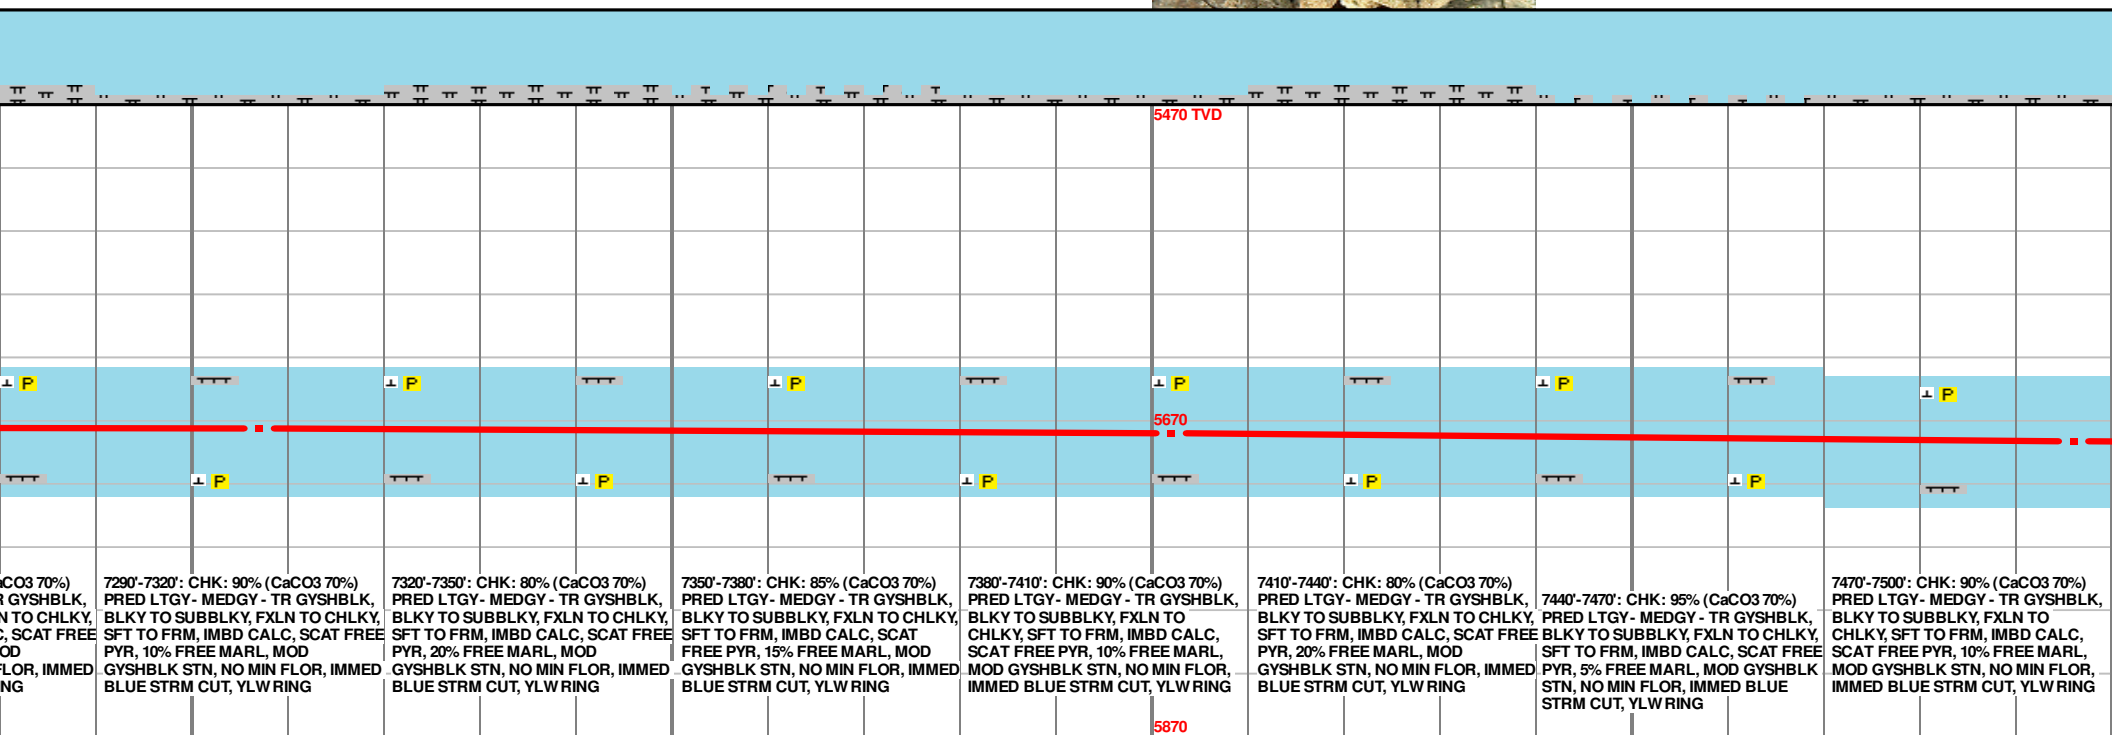 5470 TVD
P
P
P
P
P
P
5670
P
P
P
P
P
aCO3 70%)
R GYSHBLK,
N TO CHLKY,
C, SCAT FREE
OD
FLOR, IMMED
NG
7290'-7320': CHK: 90% (CaCO3 70%)
PRED LTGY- MEDGY - TR GYSHBLK,
BLKY TO SUBBLKY, FXLN TO CHLKY,
SFT TO FRM, IMBD CALC, SCAT FREE
PYR, 10% FREE MARL, MOD
GYSHBLK STN, NO MIN FLOR, IMMED
BLUE STRM CUT, YLW RING
7320'-7350': CHK: 80% (CaCO3 70%)
PRED LTGY- MEDGY - TR GYSHBLK,
BLKY TO SUBBLKY, FXLN TO CHLKY,
SFT TO FRM, IMBD CALC, SCAT FREE
PYR, 20% FREE MARL, MOD
GYSHBLK STN, NO MIN FLOR, IMMED
BLUE STRM CUT, YLW RING
7350'-7380': CHK: 85% (CaCO3 70%)
PRED LTGY- MEDGY - TR GYSHBLK,
BLKY TO SUBBLKY, FXLN TO CHLKY,
SFT TO FRM, IMBD CALC, SCAT
FREE PYR, 15% FREE MARL, MOD
GYSHBLK STN, NO MIN FLOR, IMMED
BLUE STRM CUT, YLW RING
7380'-7410': CHK: 90% (CaCO3 70%)
PRED LTGY- MEDGY - TR GYSHBLK,
BLKY TO SUBBLKY, FXLN TO
CHLKY, SFT TO FRM, IMBD CALC,
SCAT FREE PYR, 10% FREE MARL,
MOD GYSHBLK STN, NO MIN FLOR,
IMMED BLUE STRM CUT, YLW RING
7410'-7440': CHK: 80% (CaCO3 70%)
PRED LTGY- MEDGY - TR GYSHBLK,
BLKY TO SUBBLKY, FXLN TO CHLKY,
SFT TO FRM, IMBD CALC, SCAT FREE
PYR, 20% FREE MARL, MOD
GYSHBLK STN, NO MIN FLOR, IMMED
BLUE STRM CUT, YLW RING
7440'-7470': CHK: 95% (CaCO3 70%)
PRED LTGY- MEDGY - TR GYSHBLK,
BLKY TO SUBBLKY, FXLN TO CHLKY,
SFT TO FRM, IMBD CALC, SCAT FREE
PYR, 5% FREE MARL, MOD GYSHBLK
STN, NO MIN FLOR, IMMED BLUE
STRM CUT, YLW RING
7470'-7500': CHK: 90% (CaCO3 70%)
PRED LTGY- MEDGY - TR GYSHBLK,
BLKY TO SUBBLKY, FXLN TO
CHLKY, SFT TO FRM, IMBD CALC,
SCAT FREE PYR, 10% FREE MARL,
MOD GYSHBLK STN, NO MIN FLOR,
IMMED BLUE STRM CUT, YLW RING
5870